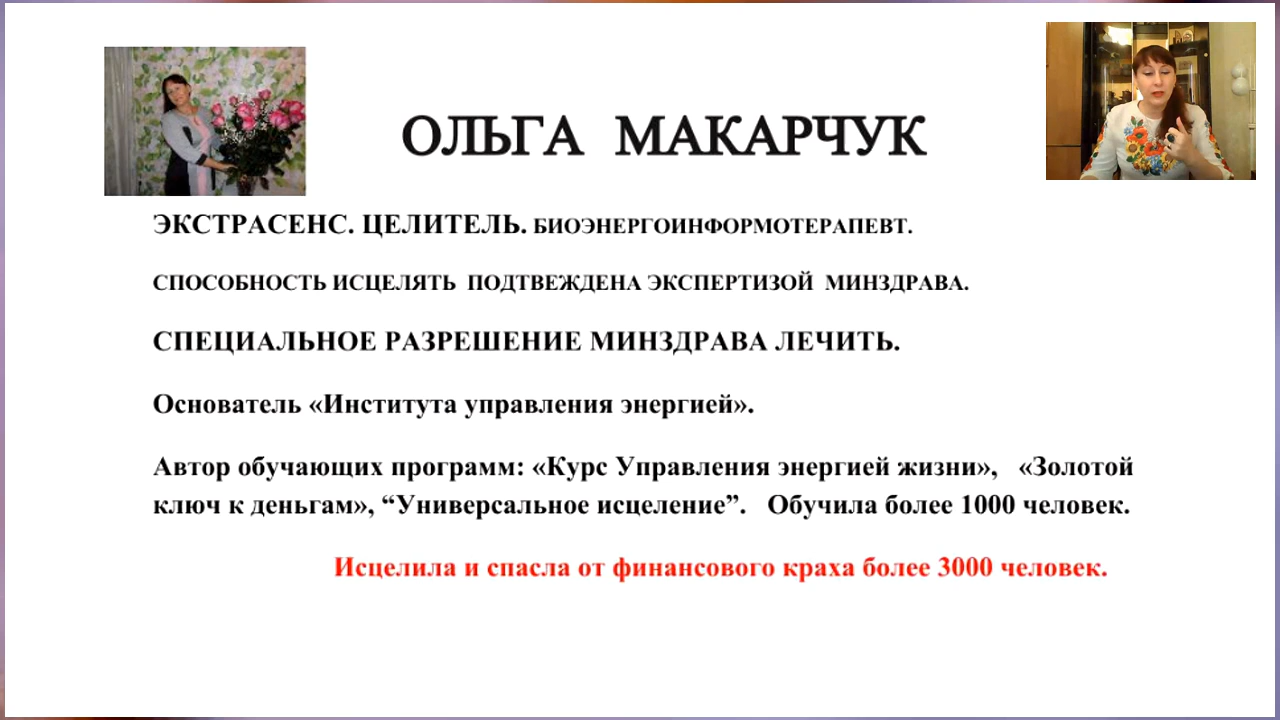 ОЛЬГА МАКАРЧУК
ЭКСТРАСЕНС. ЦЕЛИТЕЛЬ. БИОЭНЕРГОИНФОРМОТЕРАПЕВТ.
СПОСОБНОСТЬ ИСЦЕЛЯТЬ ПОДТВЕЖДЕНА ЭКСПЕРТИЗОЙ МИНЗДРАВА.
СПЕЦИАЛЬНОЕ РАЗРЕШЕНИЕ МИНЗДРАВА ЛЕЧИТЬ.
Основатель «Института управления энергией».
Автор обучающих программ: «Курс Управления энергией жизни», «Золотой
ключ к деньгам», “Универсальное исцеление”. Обучила более 1000 человек.
Исцелила и спасла от финансового краха более 3000 человек.